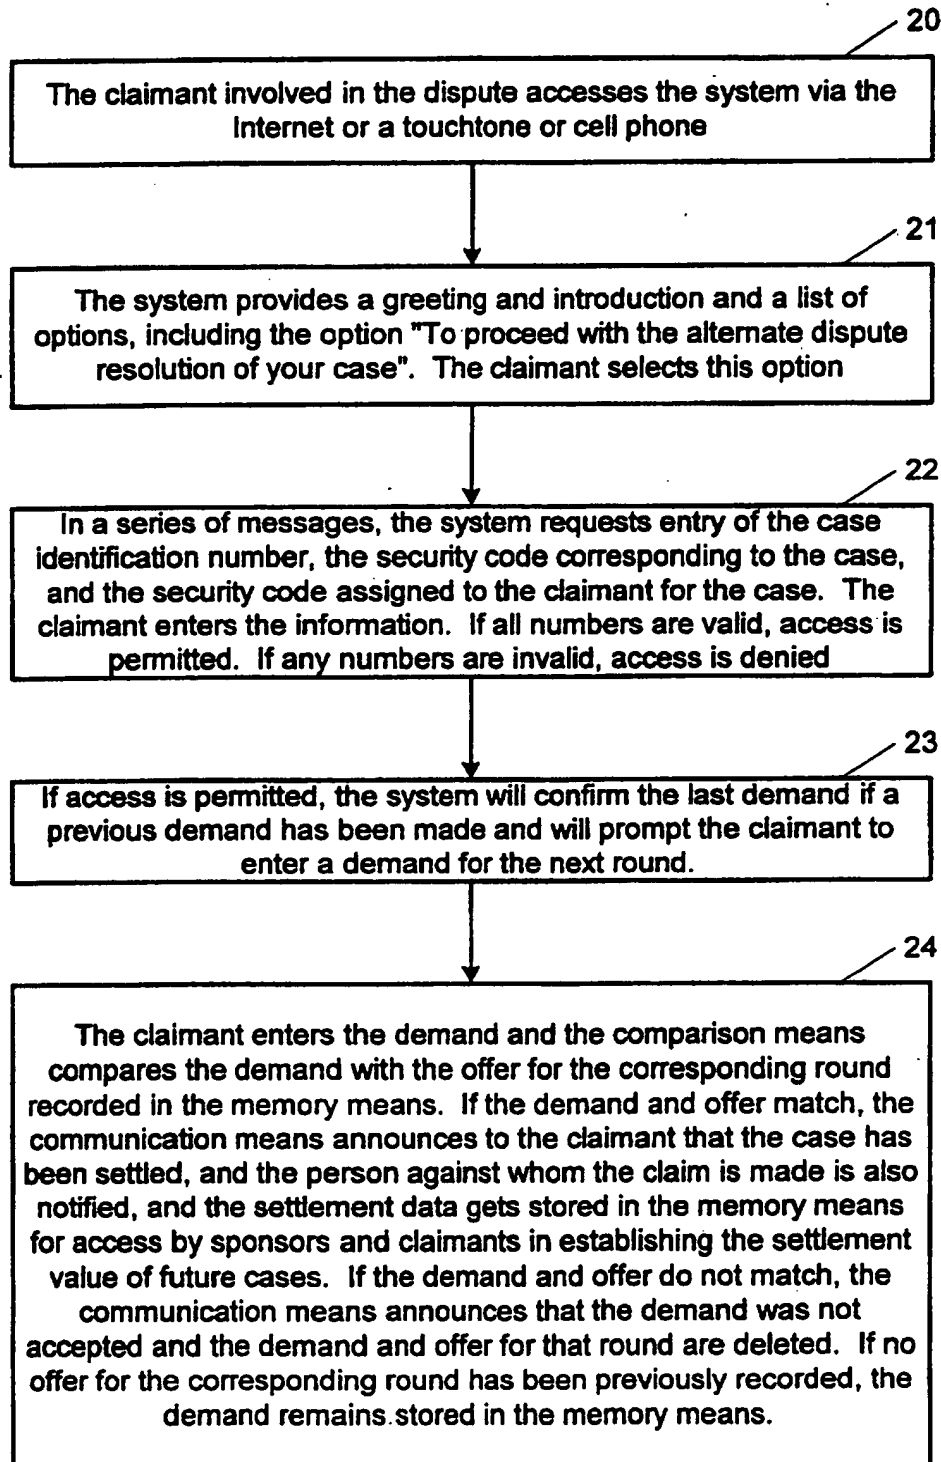 20
The claimant involved in the dispute accesses the system via the
Internet or a touchtone or cell phone
21
The system provides a greeting and introduction and a list of
options, including the option "To proceed with the alternate dispute
resolution of your case". The claimant selects this option
22
In a series of messages, the system requests entry of the case
identification number, the security code corresponding to the case,
and the security code assigned to the claimant for the case. The
claimant enters the information. If all numbers are valid, access is
permitted. If any numbers are invalid, access is denied
23
If access is permitted, the system will confirm the last demand if a
previous demand has been made and will prompt the claimant to
enter a demand for the next round.
24
The claimant enters the demand and the comparison means
compares the demand with the offer for the corresponding round
recorded in the memory means. If the demand and offer match, the
communication means announces to the claimant that the case has
been settled, and the person against whom the claim is made is also
notified, and the settlement data gets stored in the memory means
for access by sponsors and claimants in establishing the settlement
value of future cases. If the demand and offer do not match, the
communication means announces that the demand was not
accepted and the demand and offer for that round are deleted. If no
offer for the corresponding round has been previously recorded, the
demand remains stored in the memory means.